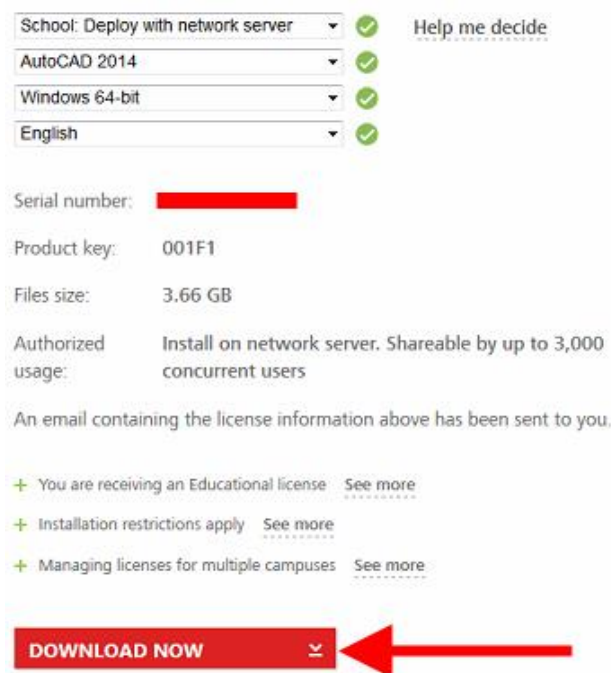 School: Deploy with network server
Help me decide
AutoCAD 2014
Windows 64-bit
English
Serial number:
Product key: 001F1
Files size: 3.66 GB
Authorized usage: Install on network server. Shareable by up to 3,000
concurrent users
An email containing the license information above has been sent to you.
+ You are receiving an Educational license See more
+ Installation restrictions apply See more
+ Managing licenses for multiple campuses See more
DOWNLOAD NOW